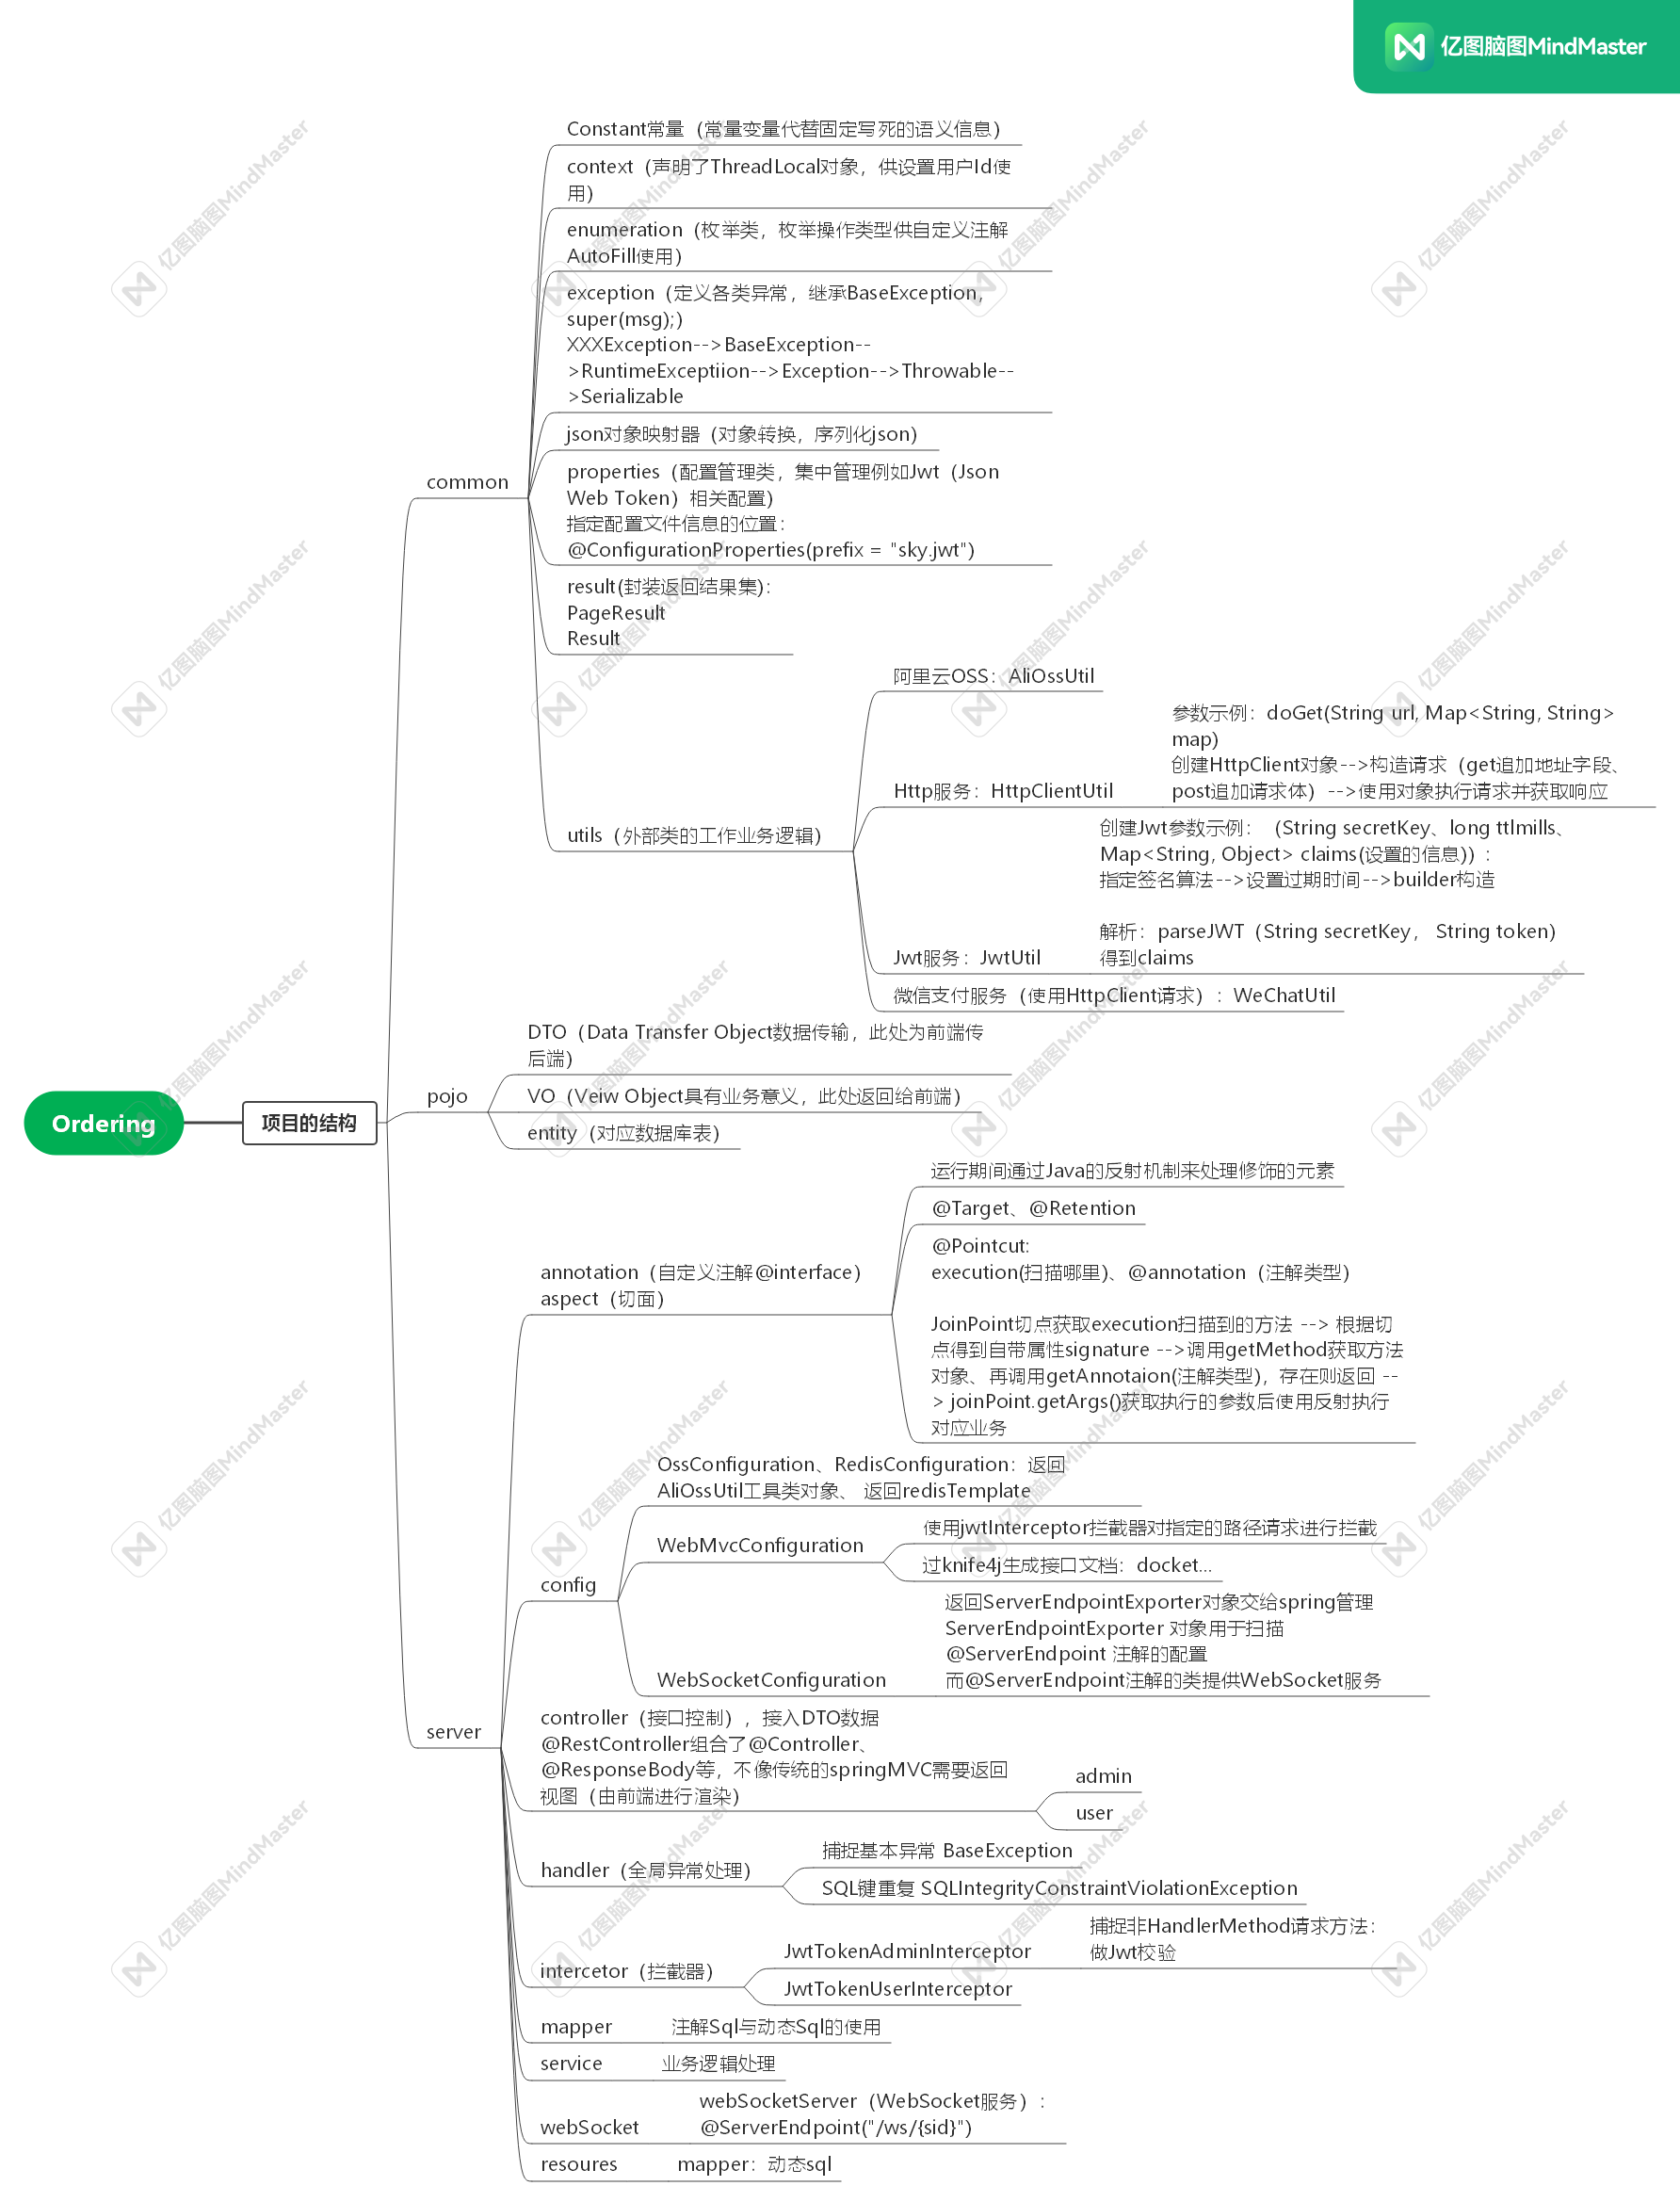 亿图脑图MindMaster
Constant常量（常量变量代替固定写死的语义信息）
context（声明了ThreadLocal对象，供设置用户Id使
用）
enumeration（枚举类，枚举操作类型供自定义注解
AutoFill使用）
exception（定义各类异常，继承BaseException，
super(msg);）
XXXException-->BaseException--
>RuntimeExceptiion-->Exception-->Throwable--
>Serializable
json对象映射器（对象转换，序列化json）
common
properties（配置管理类，集中管理例如Jwt（Json
Web Token）相关配置）
指定配置文件信息的位置：
@ConfigurationProperties(prefix = "sky.jwt")
result(封装返回结果集)：
PageResult
Result
utils（外部类的工作业务逻辑）
阿里云OSS：AliOssUtil
Http服务：HttpClientUtil
参数示例：doGet(String url, Map<String, String>
map)
创建HttpClient对象-->构造请求（get追加地址字段、
post追加请求体）-->使用对象执行请求并获取响应
Jwt服务：JwtUtil
创建Jwt参数示例：（String secretKey、long ttlmills、
Map<String, Object> claims(设置的信息)）：
指定签名算法-->设置过期时间-->builder构造
解析：parseJWT（String secretKey， String token）
得到claims
微信支付服务（使用HttpClient请求）：WeChatUtil
Ordering
项目的结构
pojo
DTO（Data Transfer Object数据传输，此处为前端传
后端）
VO（Veiw Object具有业务意义，此处返回给前端）
entity（对应数据库表）
server
annotation（自定义注解@interface）
aspect（切面）
运行期间通过Java的反射机制来处理修饰的元素
@Target、@Retention
@Pointcut:
execution(扫描哪里)、@annotation（注解类型）
JoinPoint切点获取execution扫描到的方法 --> 根据切
点得到自带属性signature -->调用getMethod获取方法
对象、再调用getAnnotaion(注解类型)，存在则返回 --
> joinPoint.getArgs()获取执行的参数后使用反射执行
对应业务
config
OssConfiguration、RedisConfiguration：返回
AliOssUtil工具类对象、 返回redisTemplate
WebMvcConfiguration
使用jwtInterceptor拦截器对指定的路径请求进行拦截
过knife4j生成接口文档：docket...
WebSocketConfiguration
返回ServerEndpointExporter对象交给spring管理
ServerEndpointExporter 对象用于扫描
@ServerEndpoint 注解的配置
而@ServerEndpoint注解的类提供WebSocket服务
controller（接口控制），接入DTO数据
@RestController组合了@Controller、
@ResponseBody等，不像传统的springMVC需要返回
视图（由前端进行渲染）
admin
user
handler（全局异常处理）
捕捉基本异常 BaseException
SQL键重复 SQLIntegrityConstraintViolationException
intercetor（拦截器）
JwtTokenAdminInterceptor
捕捉非HandlerMethod请求方法：
做Jwt校验
JwtTokenUserInterceptor
mapper
注解Sql与动态Sql的使用
service
业务逻辑处理
webSocket
webSocketServer（WebSocket服务）：
@ServerEndpoint("/ws/{sid}")
resoures
mapper：动态sql